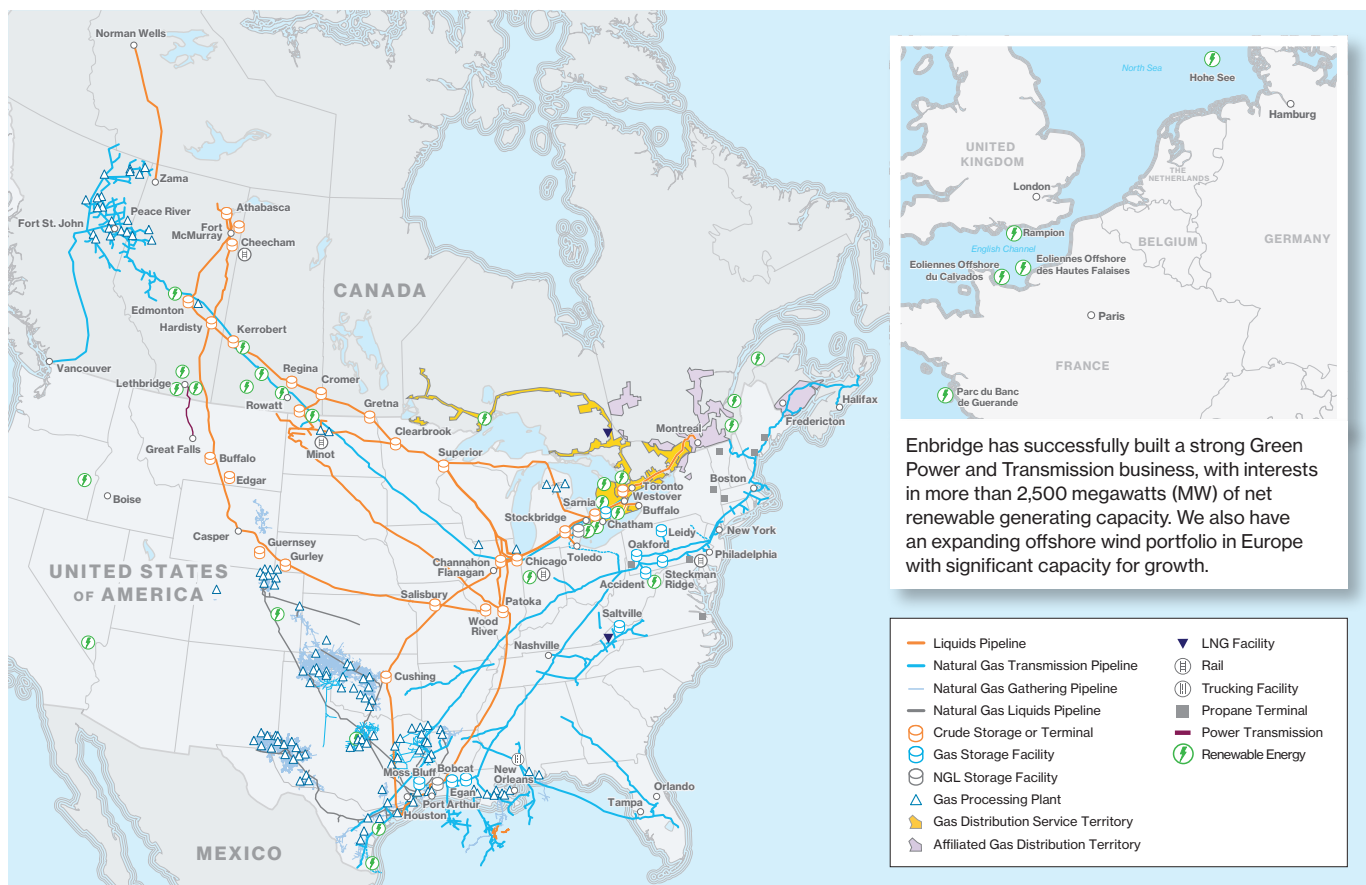 Norman Wells
Zama
Fort St. John
Peace River
Athabasca
Fort
McMurray
Cheecham
CANADA
Edmonton
Hardisty
Kerrobert
Vancouver
Regina
Cromer
Lethbridge
Rowatt
Gretna
Halifax
Fredericton
Clearbrook
Montreal
Great Falls
Minot
Superior
Buffalo
Edgar
Boise
Boston
Toronto
Westover
Sarnia
Buffalo
Stockbridge
Chatham
Casper
Leidy
New York
Guernsey
Gurley
Oakford
Toledo
Philadelphia
Channahon
Flanagan
Chicago
Accident
Steckman
Ridge
UNITED STATES
OF AMERICA
Salisbury
Patoka
Wood
River
Saltville
Nashville
Cushing
Moss Bluff
Bobcat
New
Orleans
Egan
Port Arthur
Houston
Orlando
Tampa
MEXICO
North Sea
Hohe See
Hamburg
UNITED
KINGDOM
THE
NETHERLANDS
London
Rampion
English Channel
BELGIUM
GERMANY
Eoliennes Offshore
du Calvados
Eoliennes Offshore
des Hautes Falaises
Paris
FRANCE
Parc du Banc
de Guerande
Enbridge has successfully built a strong Green
Power and Transmission business, with interests
in more than 2,500 megawatts (MW) of net
renewable generating capacity. We also have
an expanding offshore wind portfolio in Europe
with significant capacity for growth.
Liquids Pipeline
Natural Gas Transmission Pipeline
Natural Gas Gathering Pipeline
Natural Gas Liquids Pipeline
Crude Storage or Terminal
Gas Storage Facility
NGL Storage Facility
Gas Processing Plant
Gas Distribution Service Territory
Affiliated Gas Distribution Territory
LNG Facility
Rail
Trucking Facility
Propane Terminal
Power Transmission
Renewable Energy